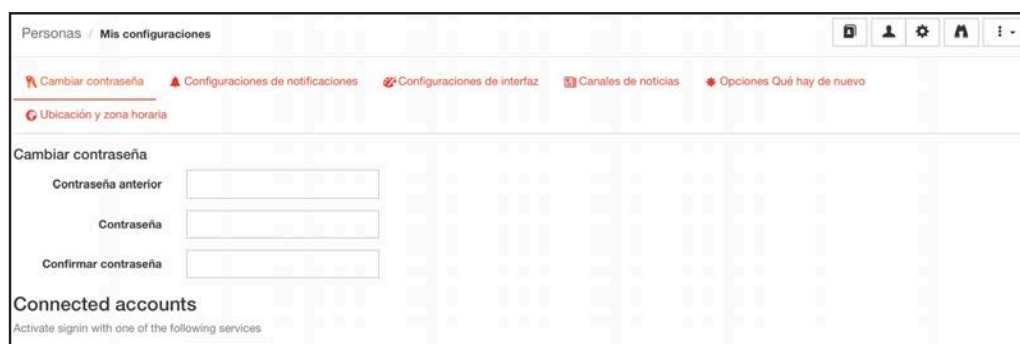 Personas / Mis configuraciones
Cambiar contraseña Configuraciones de notificaciones Configuraciones de interfaz Canales de noticias Opciones Qué hay de nuevo
Ubicación y zona horaria
Cambiar contraseña
Contraseña anterior
Contraseña
Confirmar contraseña
Connected accounts
Activate signin with one of the following services